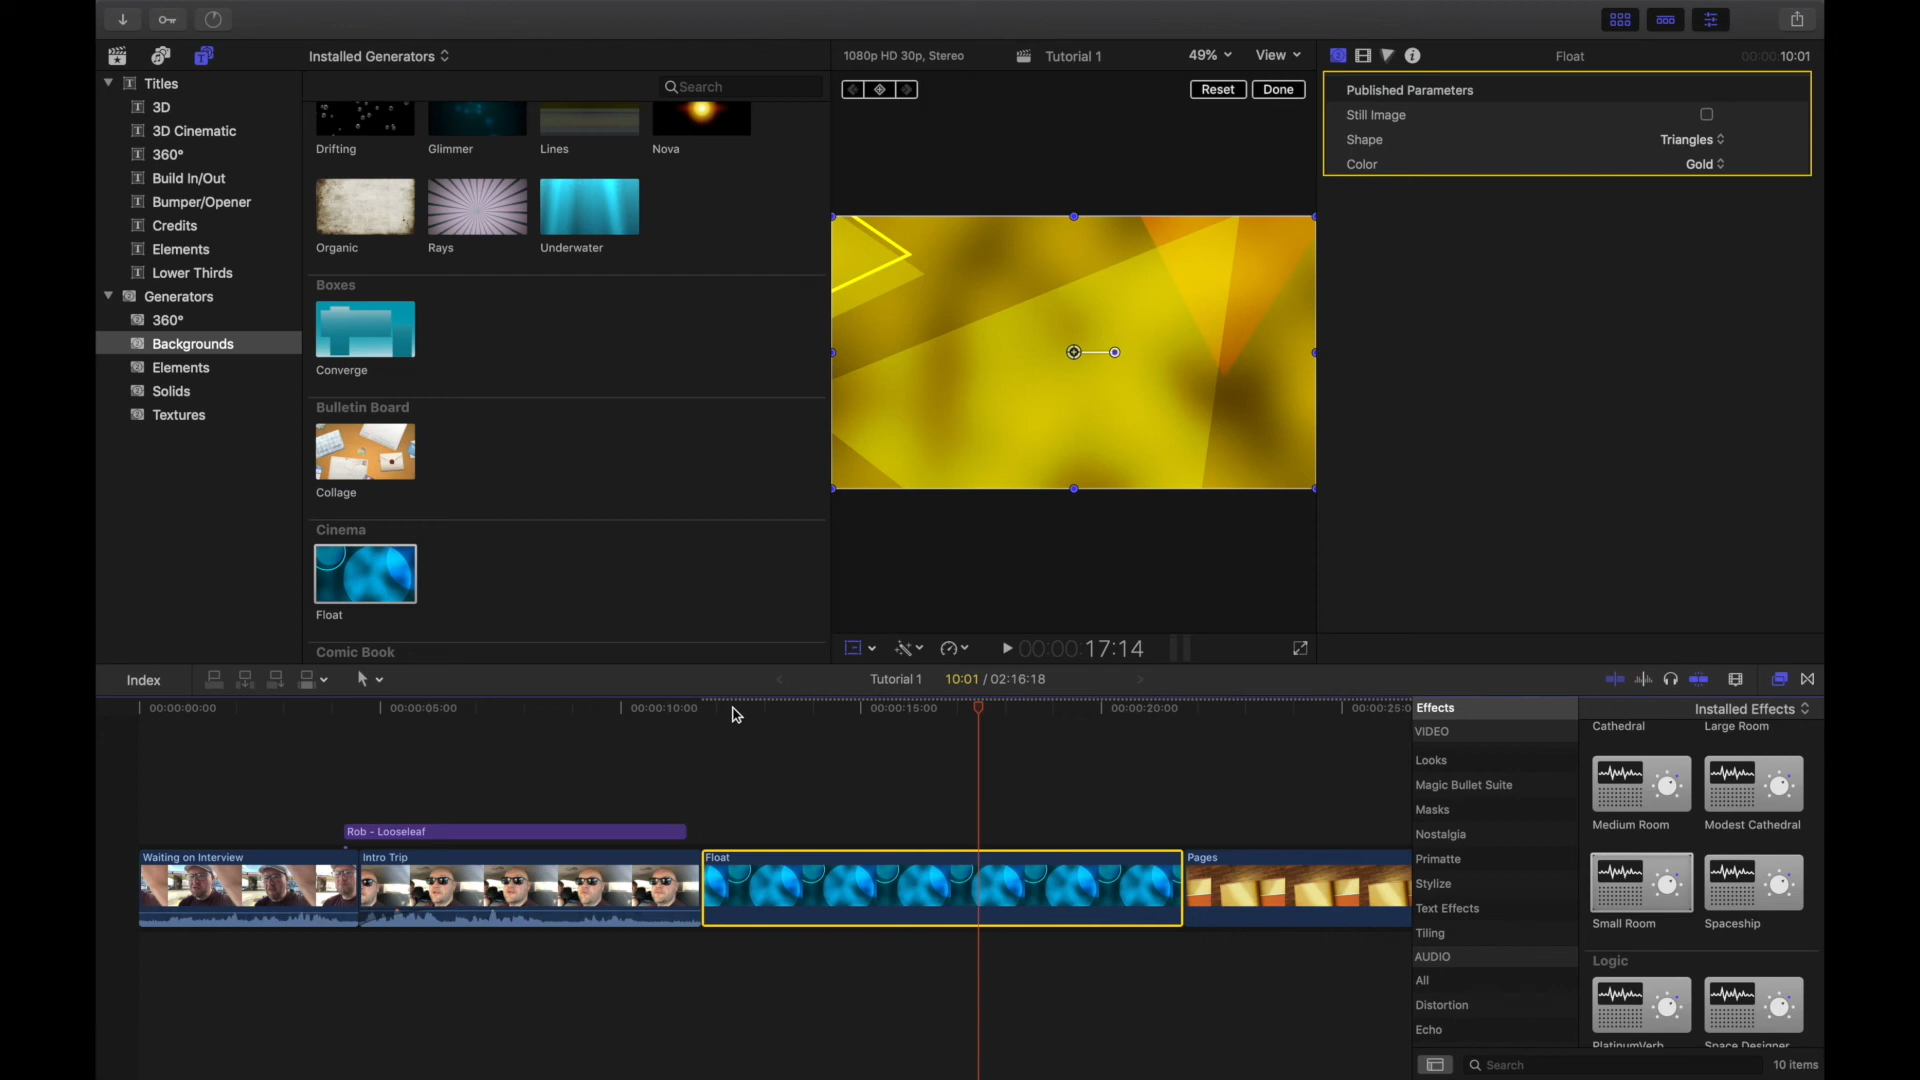 Installed Generators
1080p HD 30p, Stereo
Tutorial 1
49%
View
Float
00:00:10:01
Titles
3D
3D Cinematic
360°
Build In/Out
Bumper/Opener
Credits
Elements
Lower Thirds
Generators
360°
Backgrounds
Elements
Solids
Textures
Search
Drifting
Glimmer
Lines
Nova
Organic
Rays
Underwater
Boxes
Converge
Bulletin Board
Collage
Cinema
Float
Comic Book
Reset
Done
00:00:00:17:14
Published Parameters
Still Image
Shape
Triangles
Color
Gold
Index
Tutorial 1
10:01 / 02:16:18
00:00:00:00
00:00:05:00
00:00:10:00
00:00:15:00
00:00:20:00
00:00:25:0
Rob - Looseleaf
Waiting on Interview
Intro Trip
Float
Pages
Effects
VIDEO
Looks
Magic Bullet Suite
Masks
Nostalgia
Primatte
Stylize
Text Effects
Tiling
AUDIO
All
Distortion
Echo
Installed Effects
Cathedral
Large Room
Medium Room
Modest Cathedral
Small Room
Spaceship
Logic
PlatinumVerb
Space Designer
Search
10 items